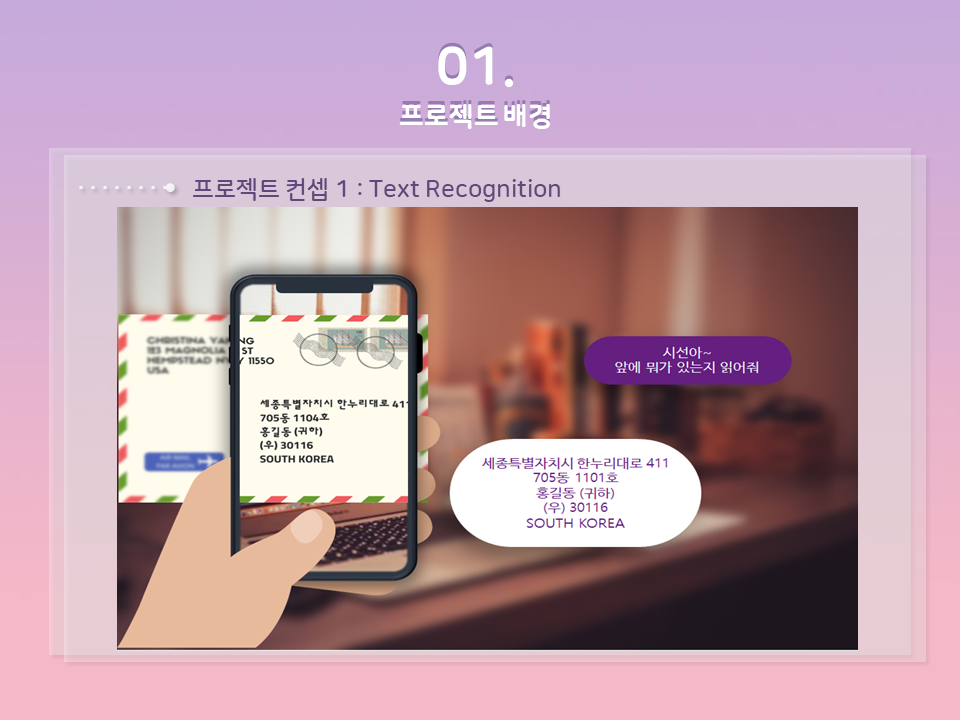 01.
프로젝트 배경
프로젝트 컨셉 1 : Text Recognition
CHRISTINA YA NG
1E3 MAGNOLIA ST
HEMPSTEAD NY 11550
USA
AIR MAIL
PAR AVION
세종특별자치시 한누리대로 411
705동 1104호
홍길동 (귀하)
(우) 30116
SOUTH KOREA
시선아~
앞에 뭐가 있는지 읽어줘
세종특별자치시 한누리대로 411
705동 1101호
홍길동 (귀하)
(우) 30116
SOUTH KOREA